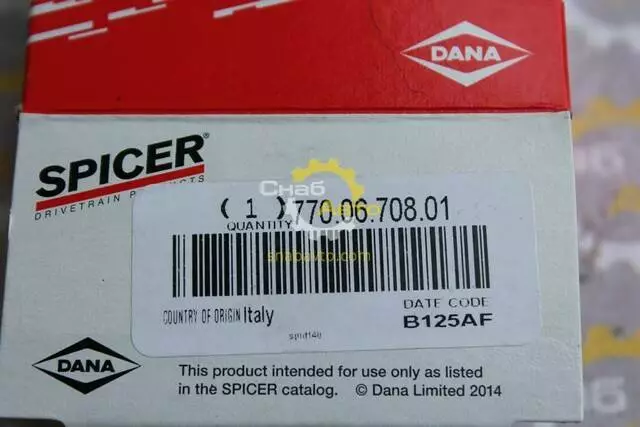 DANA
SPICER®
DRIVETRAIN PRODUCTS
( 1 ) 770.06.708.01
QUANTITY
Снаб
Авто
snabavto.com
COUNTRY OF ORIGIN Italy
DATE CODE
B125AF
DANA
This product intended for use only as listed
in the SPICER catalog. © Dana Limited 2014